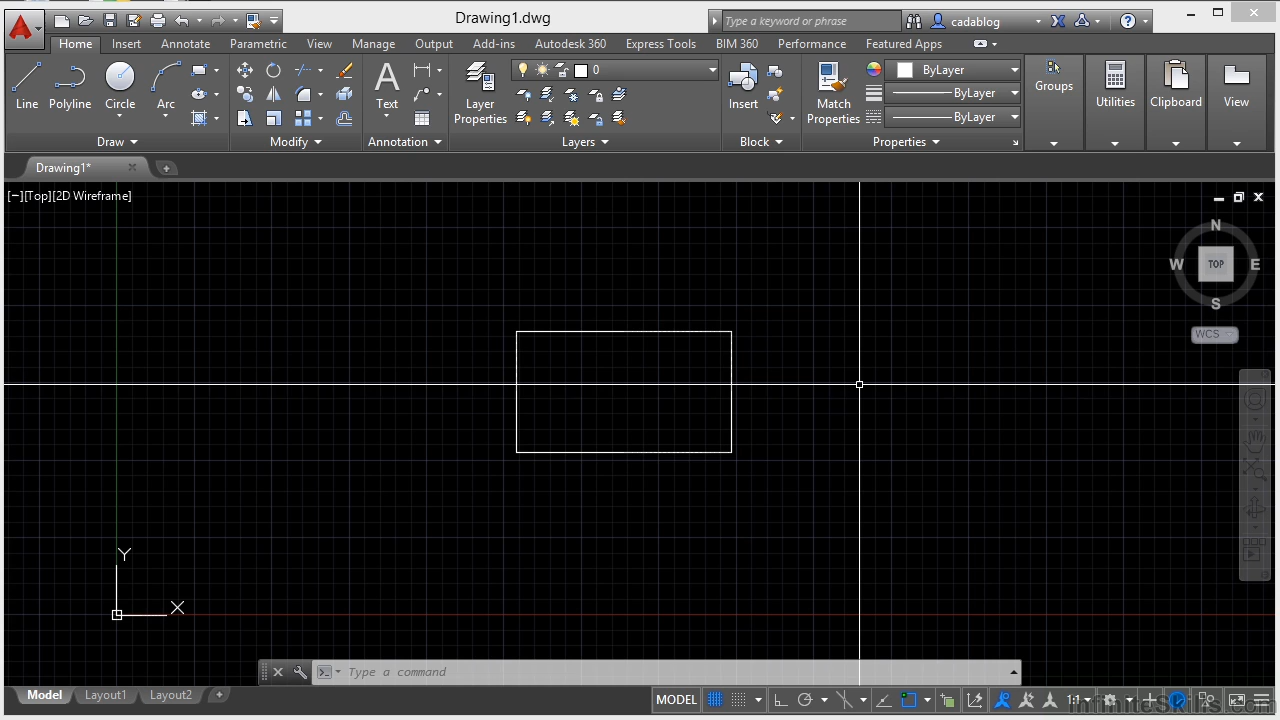 Drawing1.dwg
Type a keyword or phrase
cadablog
Home Insert Annotate Parametric View Manage Output Add-ins Autodesk 360 Express Tools BIM 360 Performance Featured Apps
Line Polyline Circle Arc Text Layer Properties Insert Match Properties Groups Utilities Clipboard View
0
ByLayer
ByLayer
ByLayer
Draw Modify Annotation Layers Block Properties
Drawing1*
[−][Top][2D Wireframe]
N
W TOP E
S
WCS
Y
X
Type a command
Model Layout1 Layout2
MODEL 1:1
InfiniteSkills.com